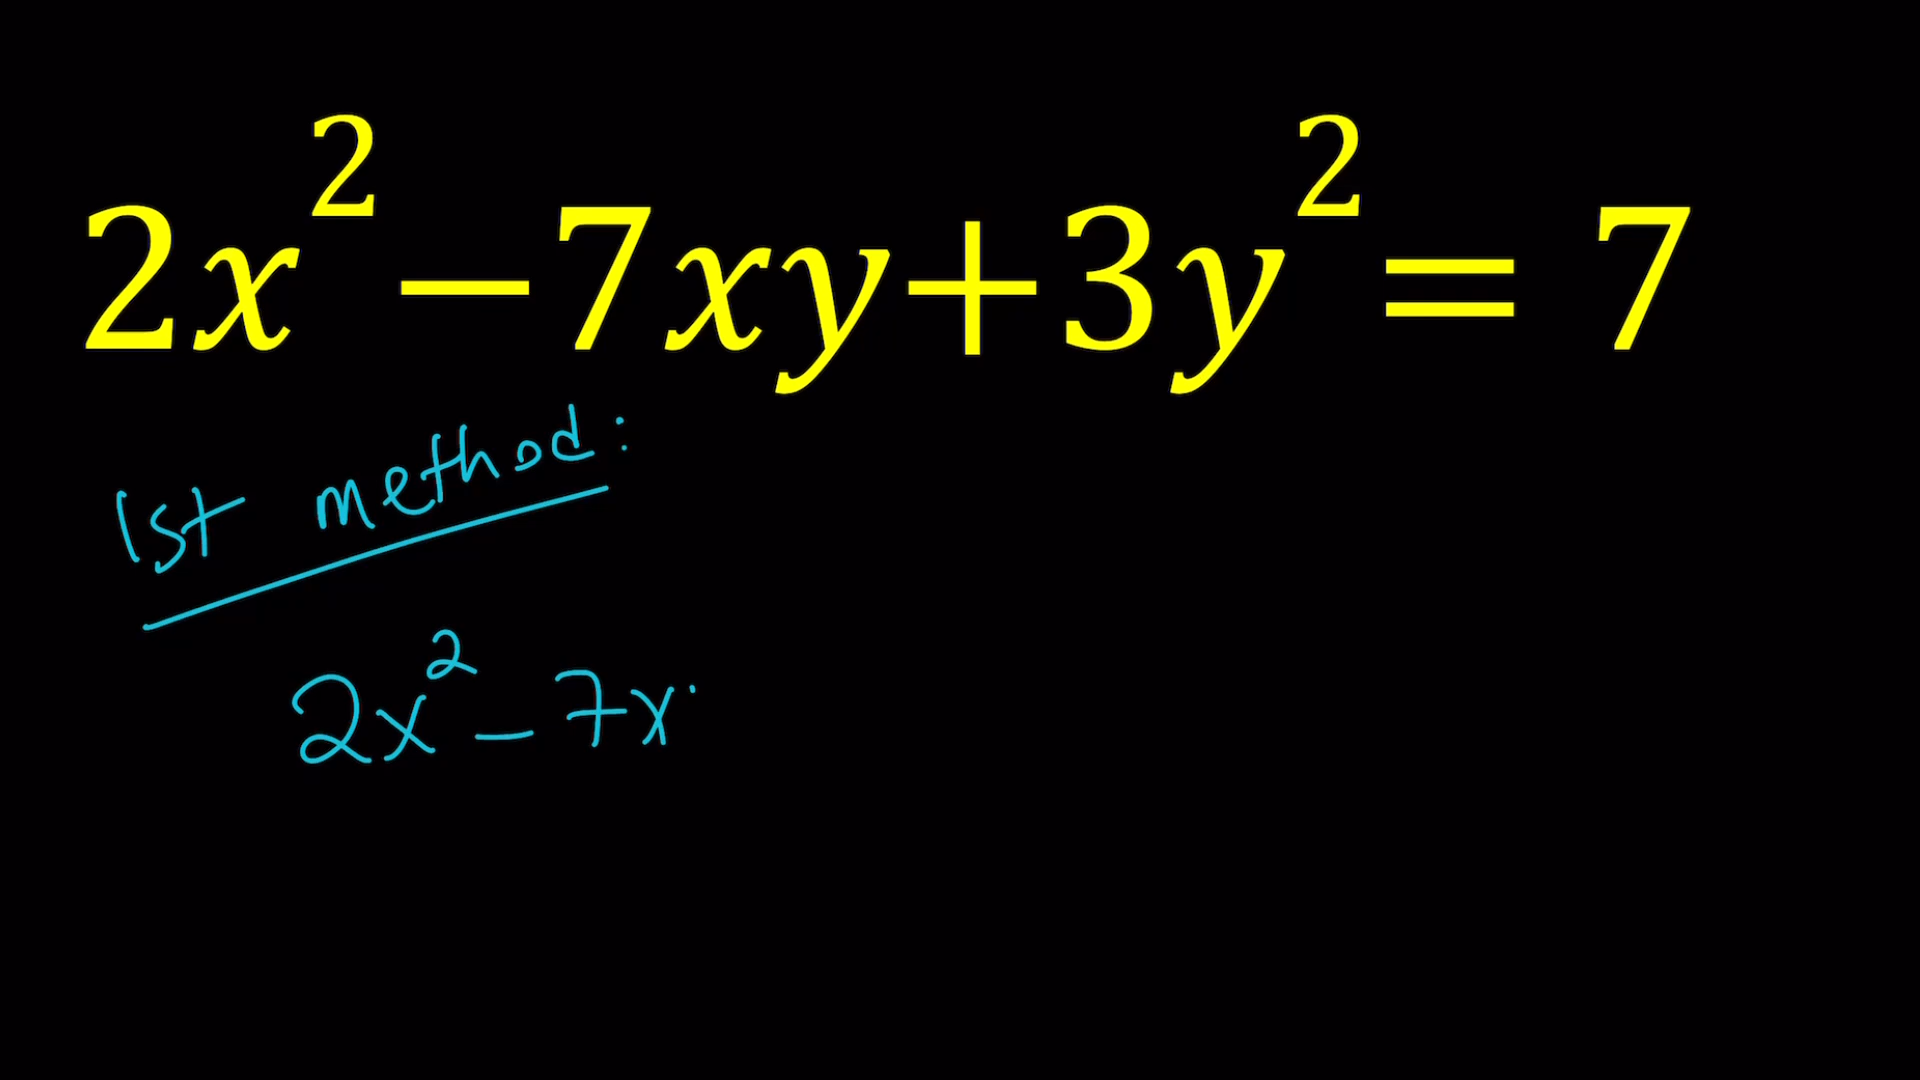 2x² − 7xy + 3y² = 7
1st method:
2x² − 7x